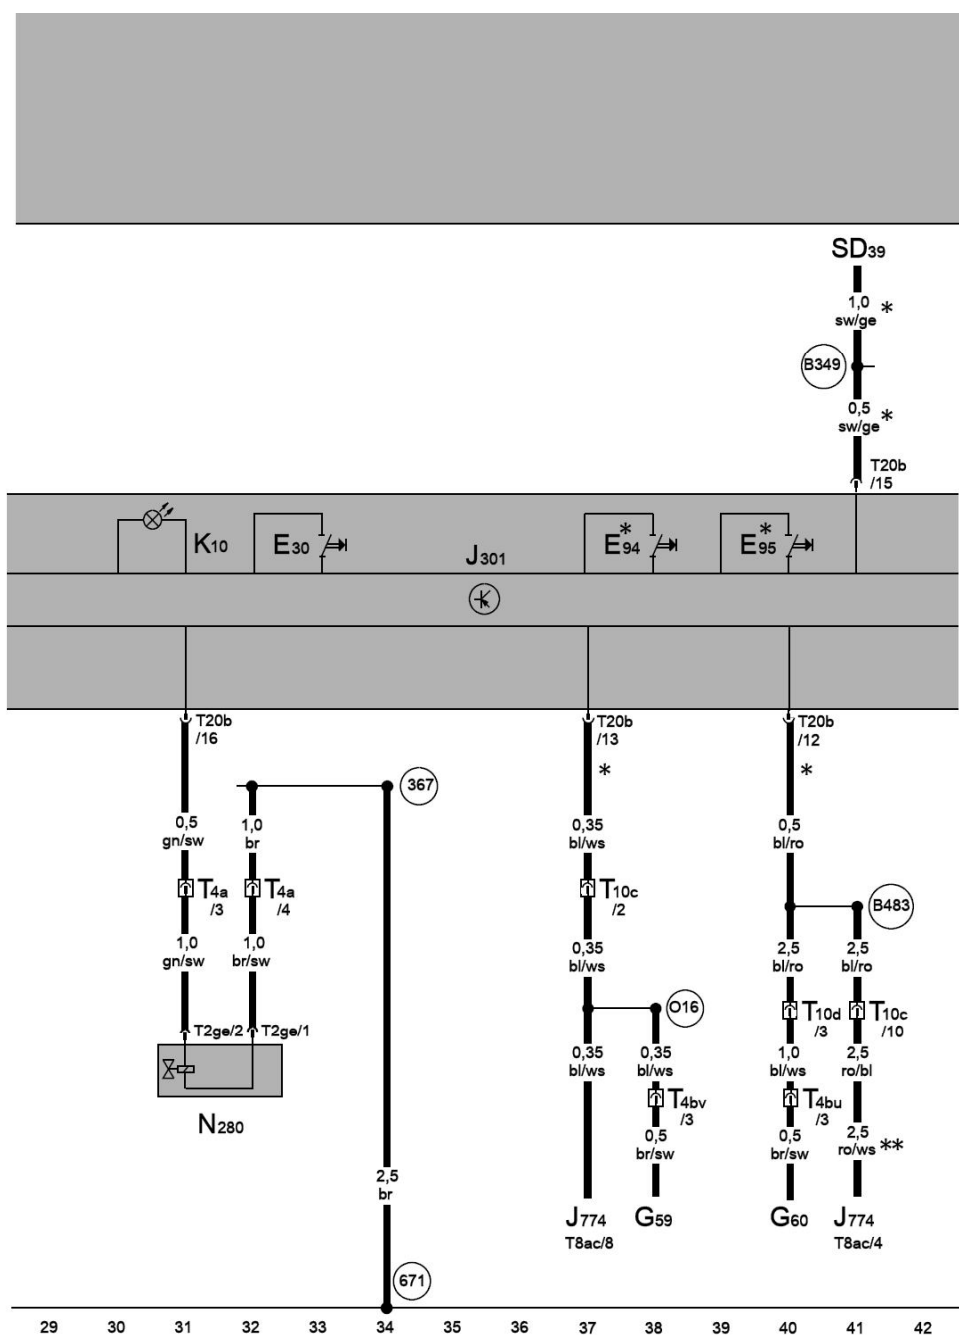 SD39
1,0
sw/ge *
B349
0,5
sw/ge *
T20b
/15
K10
E30
J301
E94 *
E95 *
T20b
/16
T20b
/13
*
T20b
/12
*
367
0,5
gn/sw
1,0
br
0,35
bl/ws
0,5
bl/ro
T4a
/3
T4a
/4
T10c
/2
B483
1,0
gn/sw
1,0
br/sw
0,35
bl/ws
2,5
bl/ro
2,5
bl/ro
O16
T10d
/3
T10c
/10
T2ge/2
T2ge/1
0,35
bl/ws
0,35
bl/ws
1,0
bl/ws
2,5
ro/bl
T4bv
/3
T4bu
/3
N280
0,5
br/sw
0,5
br/sw
2,5
ro/ws **
2,5
br
J774
T8ac/8
G59
G60
J774
T8ac/4
671
29 30 31 32 33 34 35 36 37 38 39 40 41 42